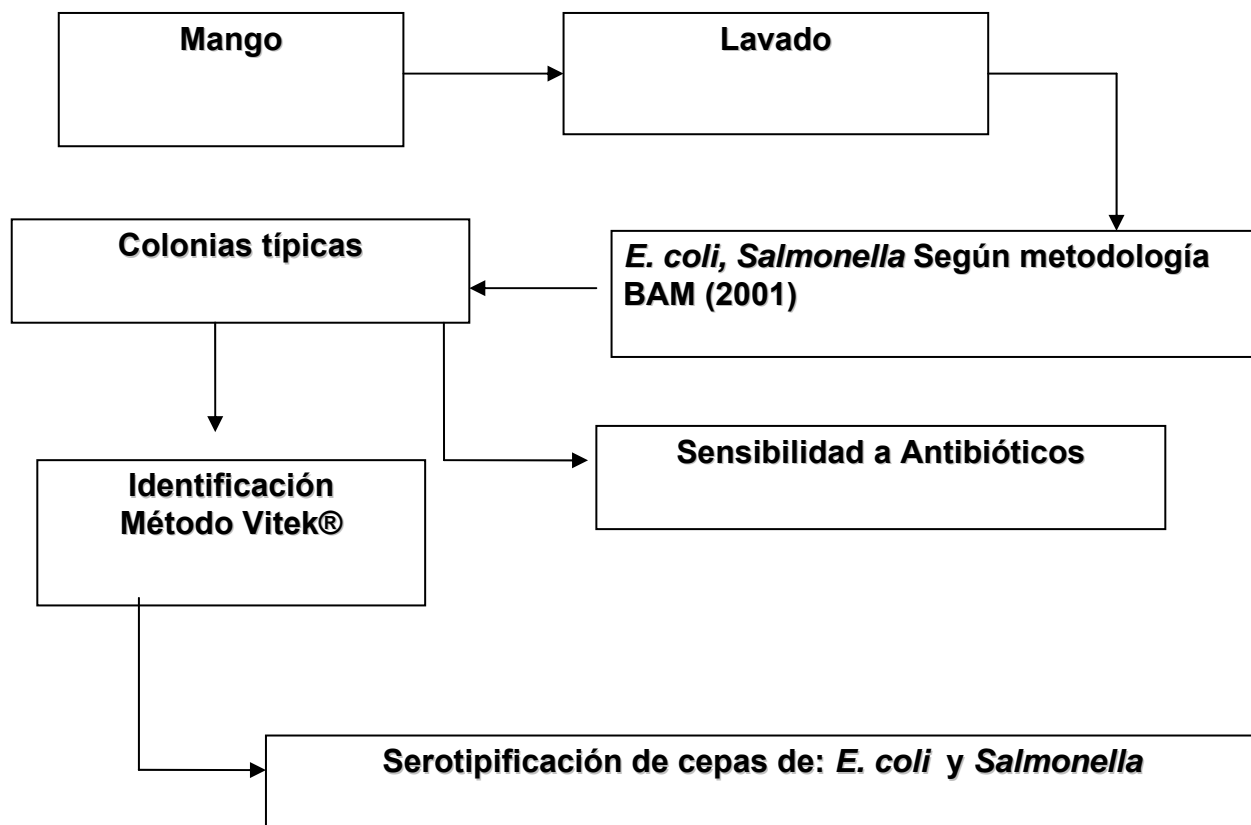 Mango
Lavado
E. coli, Salmonella Según metodología
BAM (2001)
Colonias típicas
Sensibilidad a Antibióticos
Identificación
Método Vitek®
Serotipificación de cepas de: E. coli y Salmonella